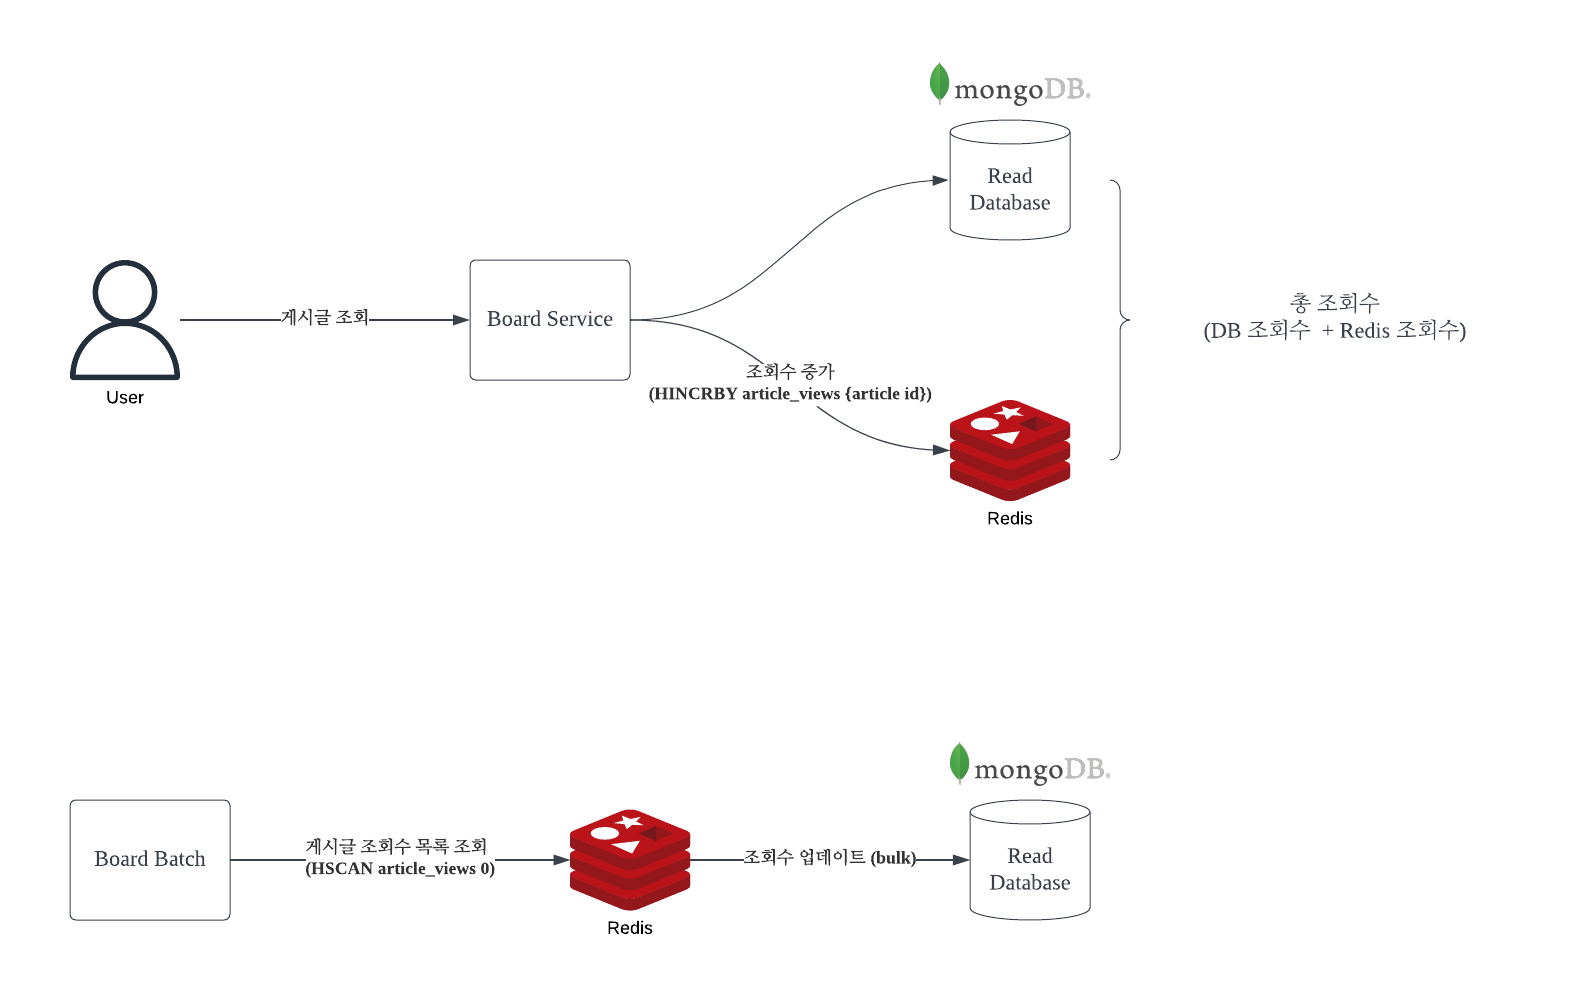 mongoDB.
Read
Database
게시글 조회
Board Service
User
조회수 증가
(HINCRBY article_views {article id})
Redis
총 조회수
(DB 조회수 + Redis 조회수)
mongoDB.
Board Batch
게시글 조회수 목록 조회
(HSCAN article_views 0)
Redis
조회수 업데이트 (bulk)
Read
Database